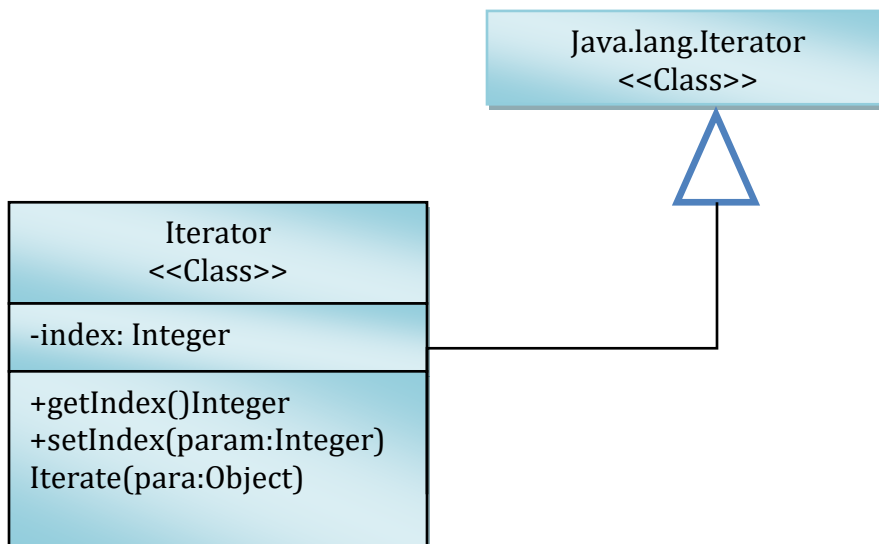 Java.lang.Iterator
<<Class>>
Iterator
<<Class>>
-index: Integer
+getIndex()Integer
+setIndex(param:Integer)
Iterate(para:Object)